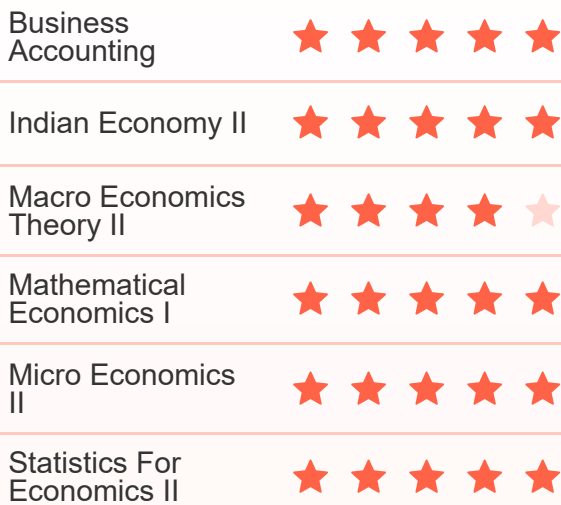 Business
Accounting
Indian Economy II
Macro Economics
Theory II
Mathematical
Economics I
Micro Economics
II
Statistics For
Economics II